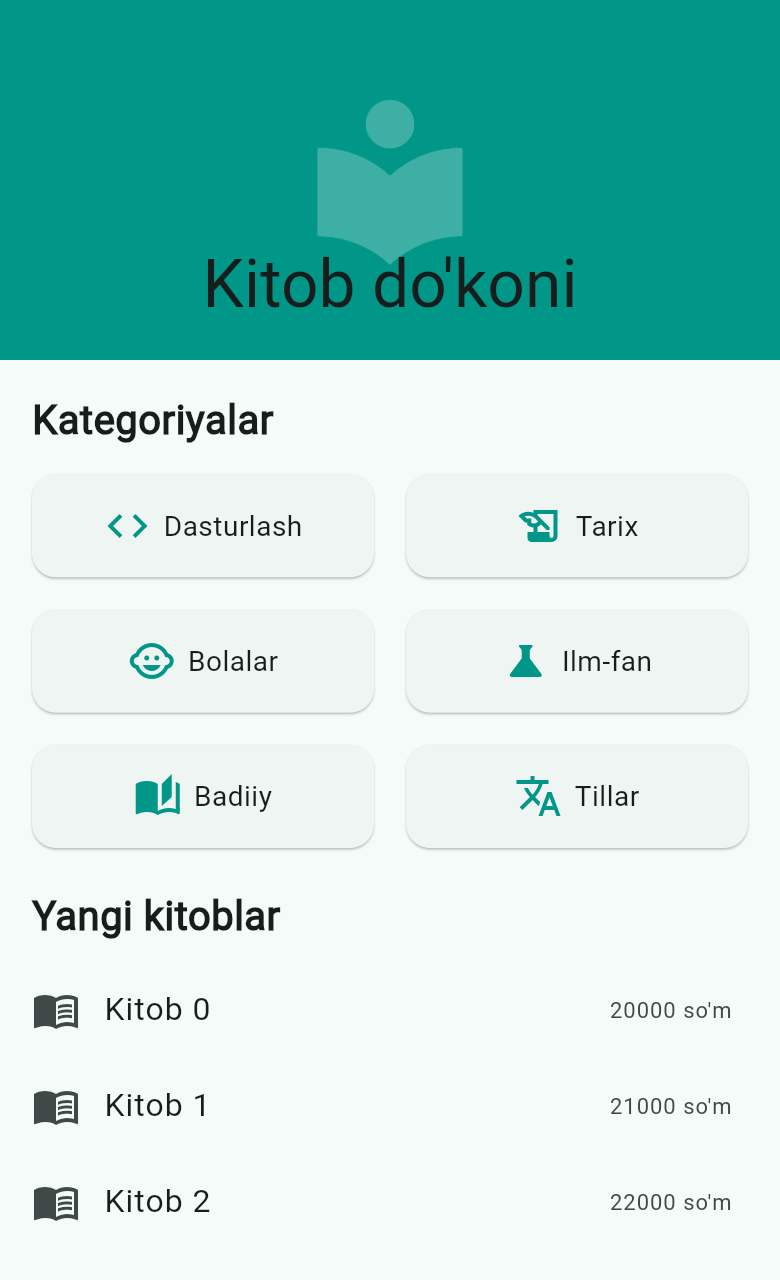 Kitob do'koni
Kategoriyalar
Dasturlash
Tarix
Bolalar
Ilm-fan
Badiiy
Tillar
Yangi kitoblar
Kitob 0 20000 so'm
Kitob 1 21000 so'm
Kitob 2 22000 so'm